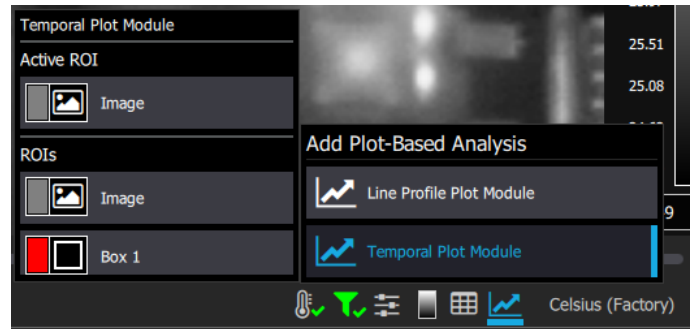 Temporal Plot Module
Active ROI
Image
ROIs
Image
Box 1
25.51
25.08
Add Plot-Based Analysis
Line Profile Plot Module
Temporal Plot Module
9
Celsius (Factory)